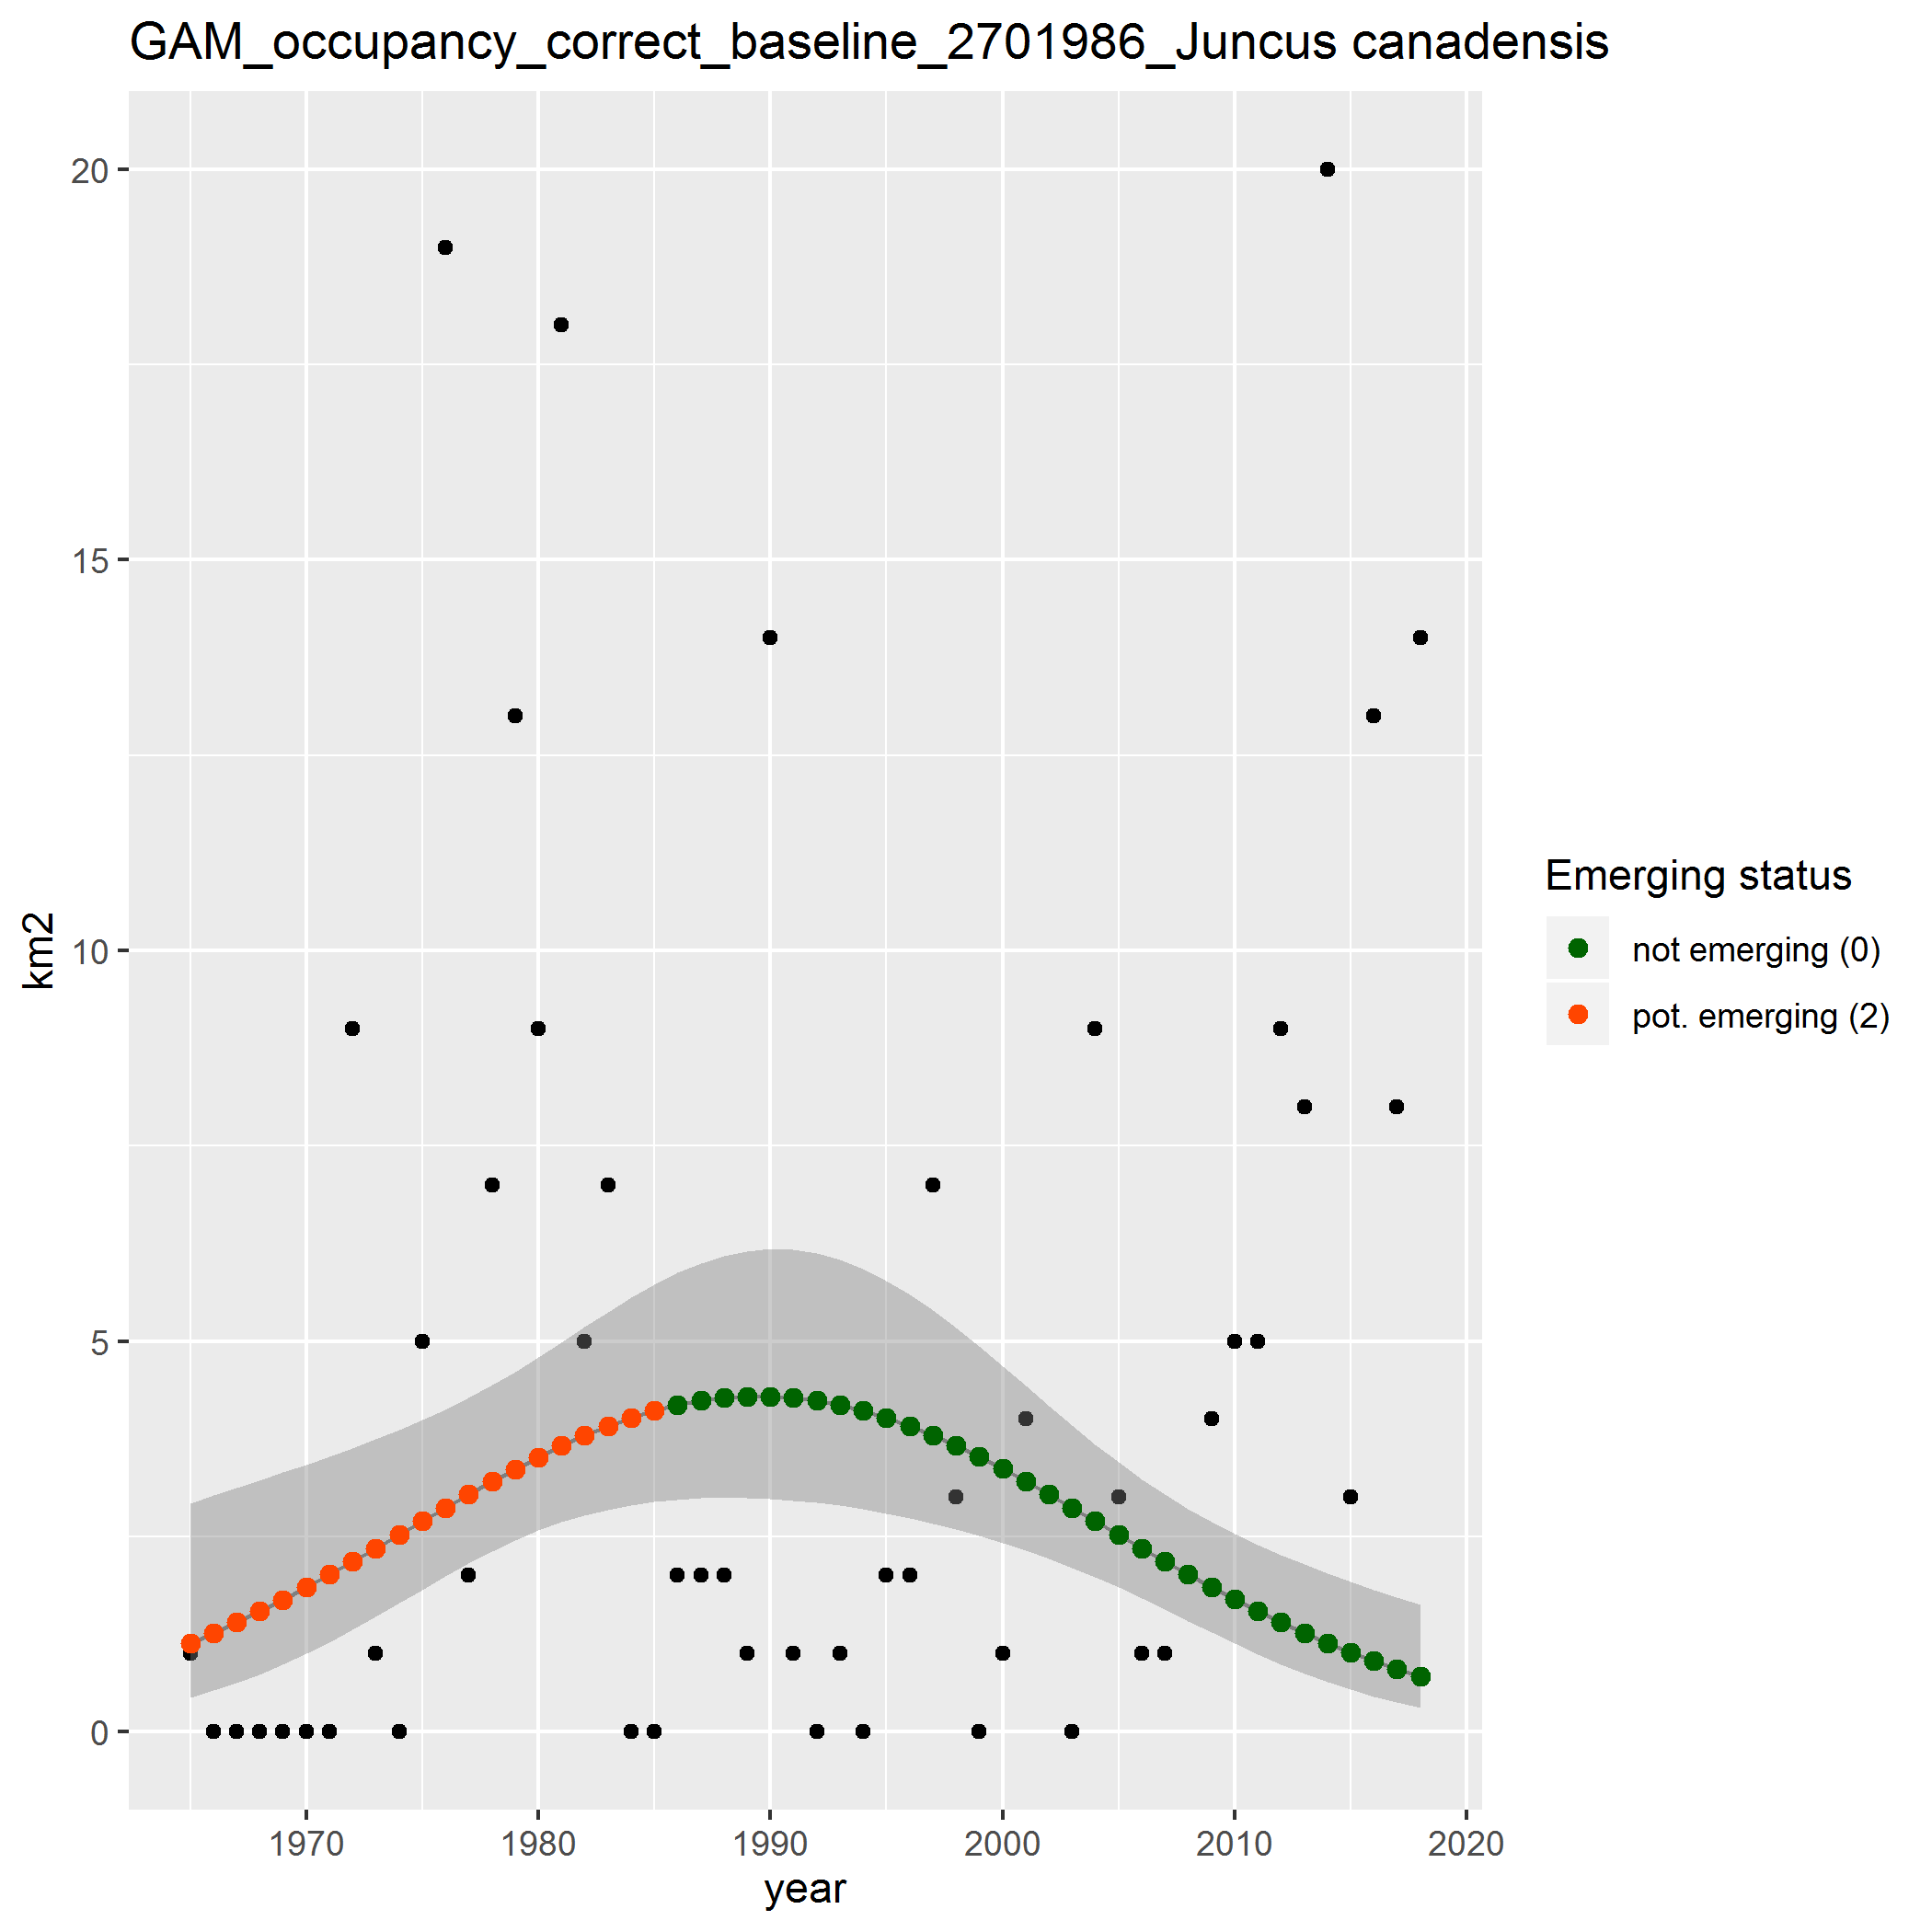 GAM_occupancy_correct_baseline_2701986_Juncus canadensis
20
15
10
5
0
km2
1970 1980 1990 2000 2010 2020
year
Emerging status
not emerging (0)
pot. emerging (2)